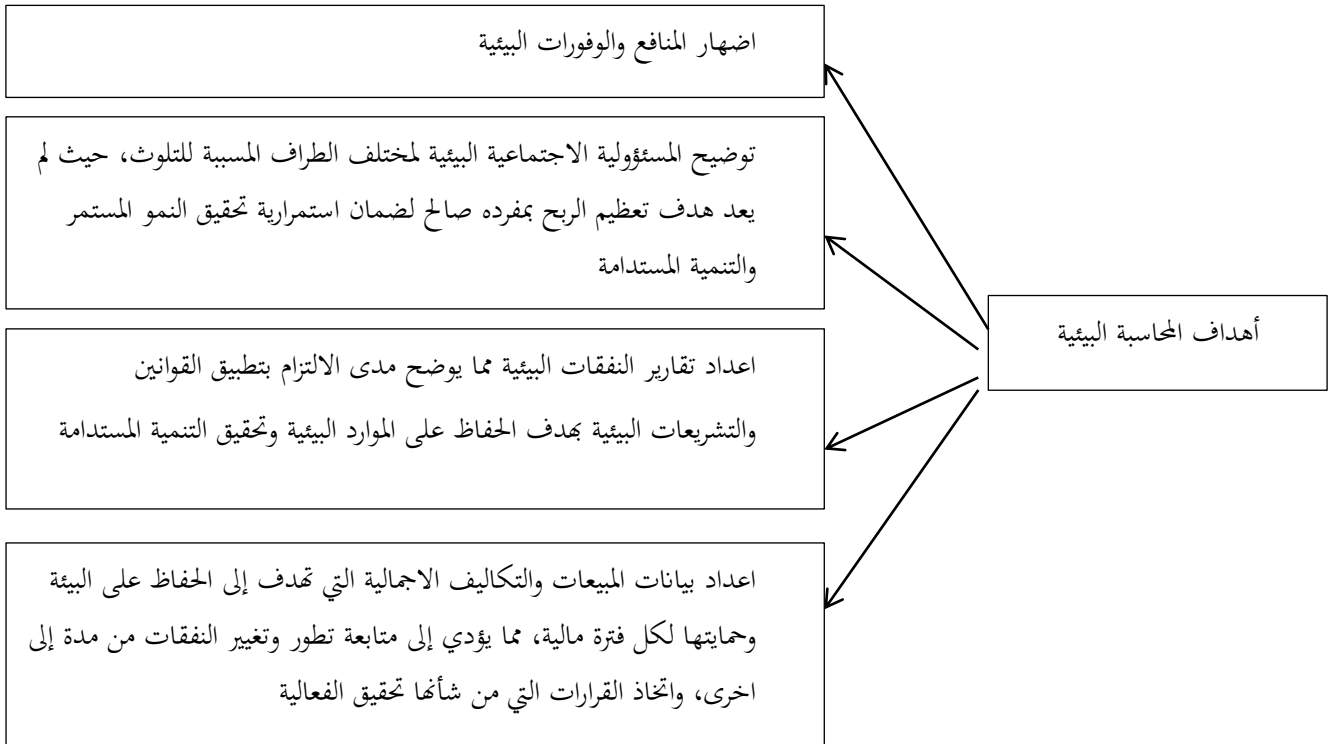 أهداف المحاسبة البيئية
اضهار المنافع والوفورات البيئية
توضيح المسئؤولية الاجتماعية البيئية لمختلف الطراف المسببة للتلوث، حيث لم
يعد هدف تعظيم الربح بمفرده صالح لضمان استمرارية تحقيق النمو المستمر
والتنمية المستدامة
اعداد تقارير النفقات البيئية مما يوضح مدى الالتزام بتطبيق القوانين
والتشريعات البيئية بهدف الحفاظ على الموارد البيئية وتحقيق التنمية المستدامة
اعداد بيانات المبيعات والتكاليف الاجمالية التي تهدف إلى الحفاظ على البيئة
وحمايتها لكل فترة مالية، مما يؤدي إلى متابعة تطور وتغيير النفقات من مدة إلى
اخرى، واتخاذ القرارات التي من شأنها تحقيق الفعالية